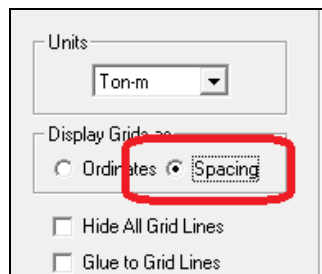 Units
Ton-m
Display Grids as
Ordinates Spacing
Hide All Grid Lines
Glue to Grid Lines